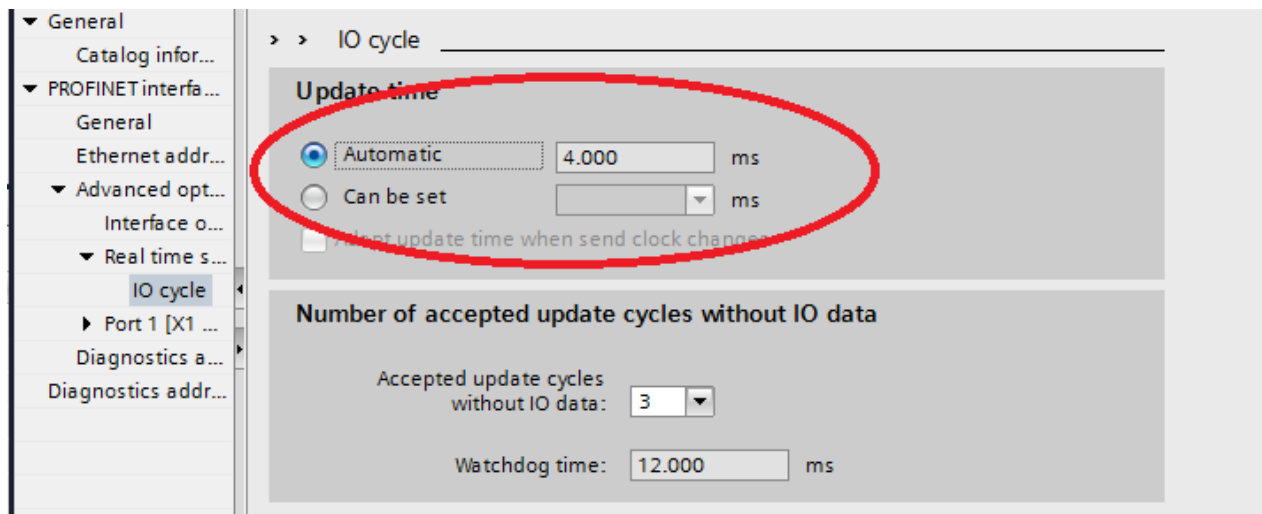 General
Catalog infor...
PROFINET interfa...
General
Ethernet addr...
Advanced opt...
Interface o...
Real time s...
IO cycle
Port 1 [X1 ...
Diagnostics a...
Diagnostics addr...
> > IO cycle
Update time
Automatic 4.000 ms
Can be set ms
Adapt update time when send clock changes
Number of accepted update cycles without IO data
Accepted update cycles
without IO data: 3
Watchdog time: 12.000 ms